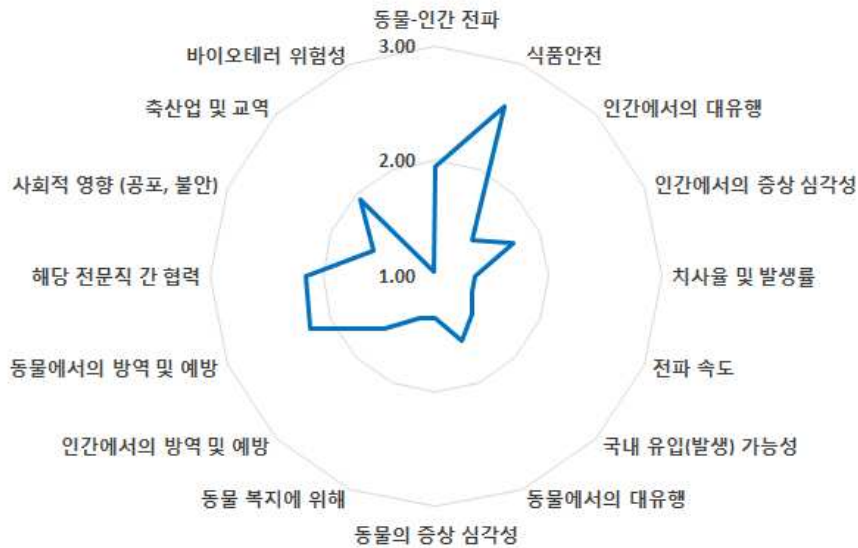 동물-인간 전파
3.00
바이오테러 위험성
식품안전
축산업 및 교역
인간에서의 대유행
2.00
사회적 영향 (공포, 불안)
인간에서의 증상 심각성
해당 전문직 간 협력
1.00
치사율 및 발생률
동물에서의 방역 및 예방
전파 속도
인간에서의 방역 및 예방
국내 유입(발생) 가능성
동물 복지에 위해
동물에서의 대유행
동물의 증상 심각성